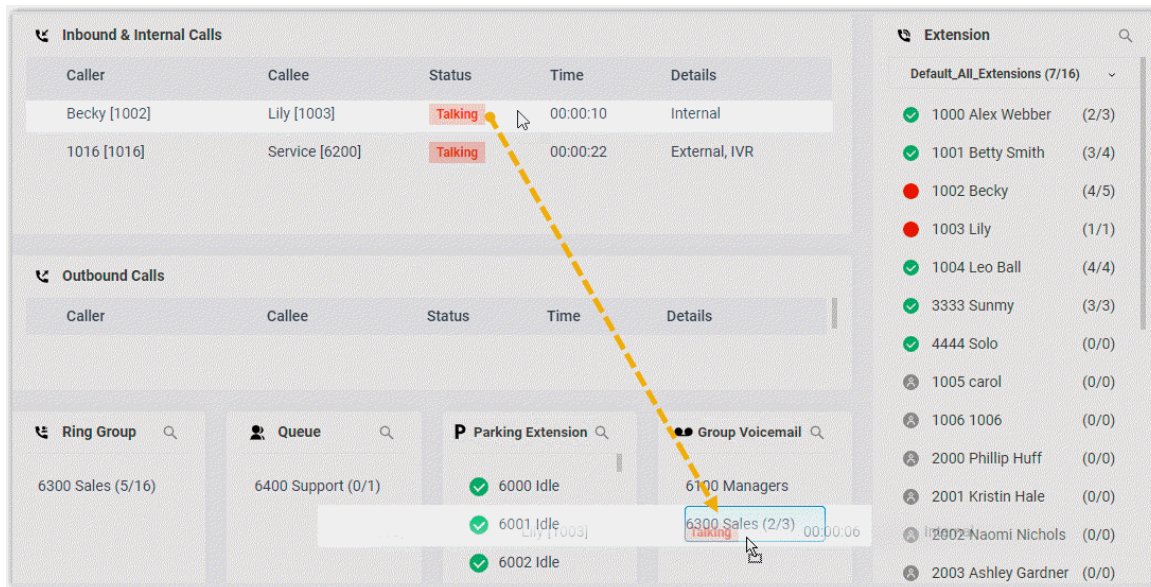 Inbound & Internal Calls
Caller Callee Status Time Details
Becky [1002] Lily [1003] Talking 00:00:10 Internal
1016 [1016] Service [6200] Talking 00:00:22 External, IVR
Outbound Calls
Caller Callee Status Time Details
Ring Group
6300 Sales (5/16)
Queue
6400 Support (0/1)
P Parking Extension
6000 Idle
6001 Idle
6002 Idle
Group Voicemail
6100 Managers
6300 Sales (2/3)
Lily [1003] Talking 00:00:06 Internal
Extension
Default_All_Extensions (7/16)
1000 Alex Webber (2/3)
1001 Betty Smith (3/4)
1002 Becky (4/5)
1003 Lily (1/1)
1004 Leo Ball (4/4)
3333 Sunmy (3/3)
4444 Solo (0/0)
1005 carol (0/0)
1006 1006 (0/0)
2000 Phillip Huff (0/0)
2001 Kristin Hale (0/0)
2002 Naomi Nichols (0/0)
2003 Ashley Gardner (0/0)